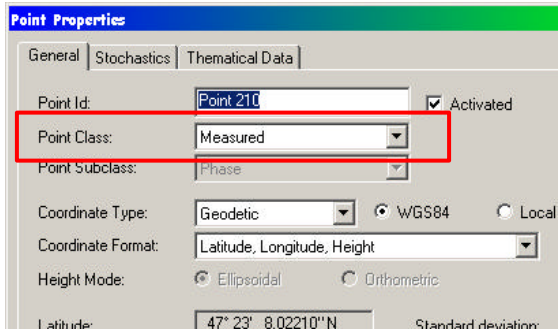 Point Properties
General Stochastics Thematical Data
Point Id: Point 210 Activated
Point Class: Measured
Point Subclass: Phase
Coordinate Type: Geodetic WGS84 Local
Coordinate Format: Latitude, Longitude, Height
Height Mode: Ellipsoidal Orthometric
Latitude: 47° 23' 8.02210" N Standard deviation: